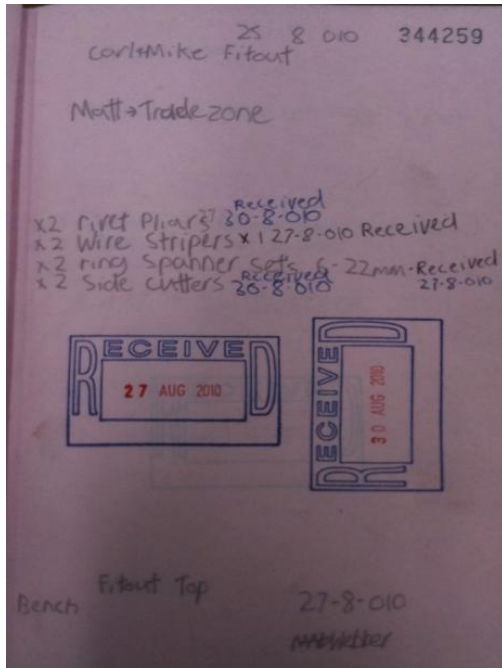 25 8 010 344259
Carl+Mike Fitout
Matt→Tradezone
Received
x2 rivet Pliars 30-8-010
x2 Wire Stripers x 1 27-8-010 Received
x2 ring Spanner Sets 6-22mm-Received
Received
x2 Side Cutters 30-8-010 27-8-010
RECEIVED
27 AUG 2010
RECEIVED
30 AUG 2010
Fitout Top
Bench 27-8-010